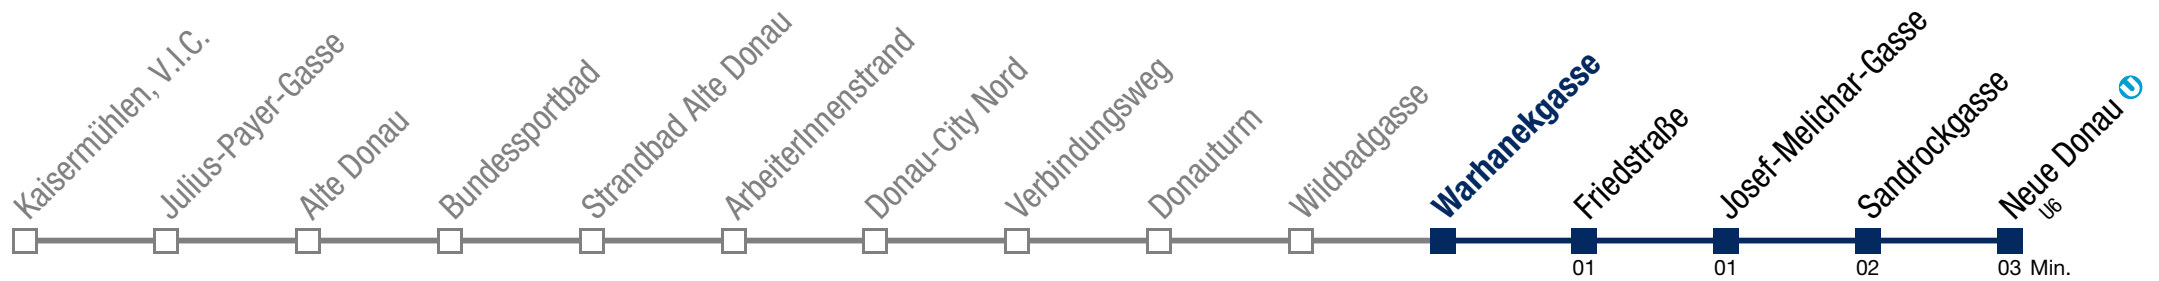 Kaisermühlen, V.I.C.
Julius-Payer-Gasse
Alte Donau
Bundessportbad
Strandbad Alte Donau
ArbeiterInnenstrand
Donau-City Nord
Verbindungsweg
Donauturm
Wildbadgasse
Warhanekgasse
Friedstraße
Josef-Melichar-Gasse
Sandrockgasse
Neue Donau U
U6
01 01 02 03 Min.